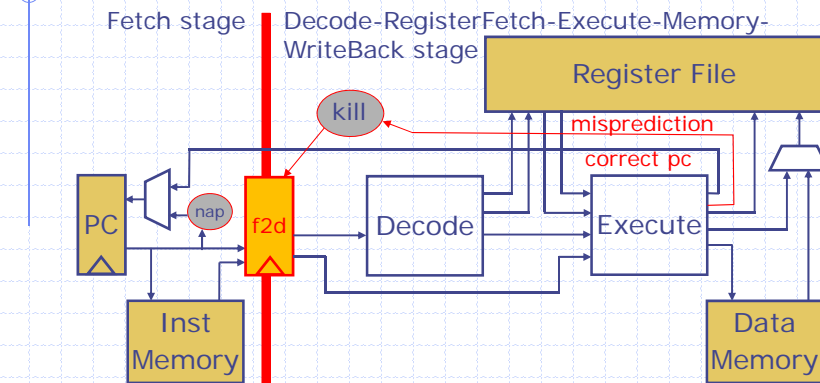 Fetch stage
Decode-RegisterFetch-Execute-Memory-
WriteBack stage
Register File
kill
misprediction
correct pc
PC
nap
f2d
Decode
Execute
Inst
Memory
Data
Memory